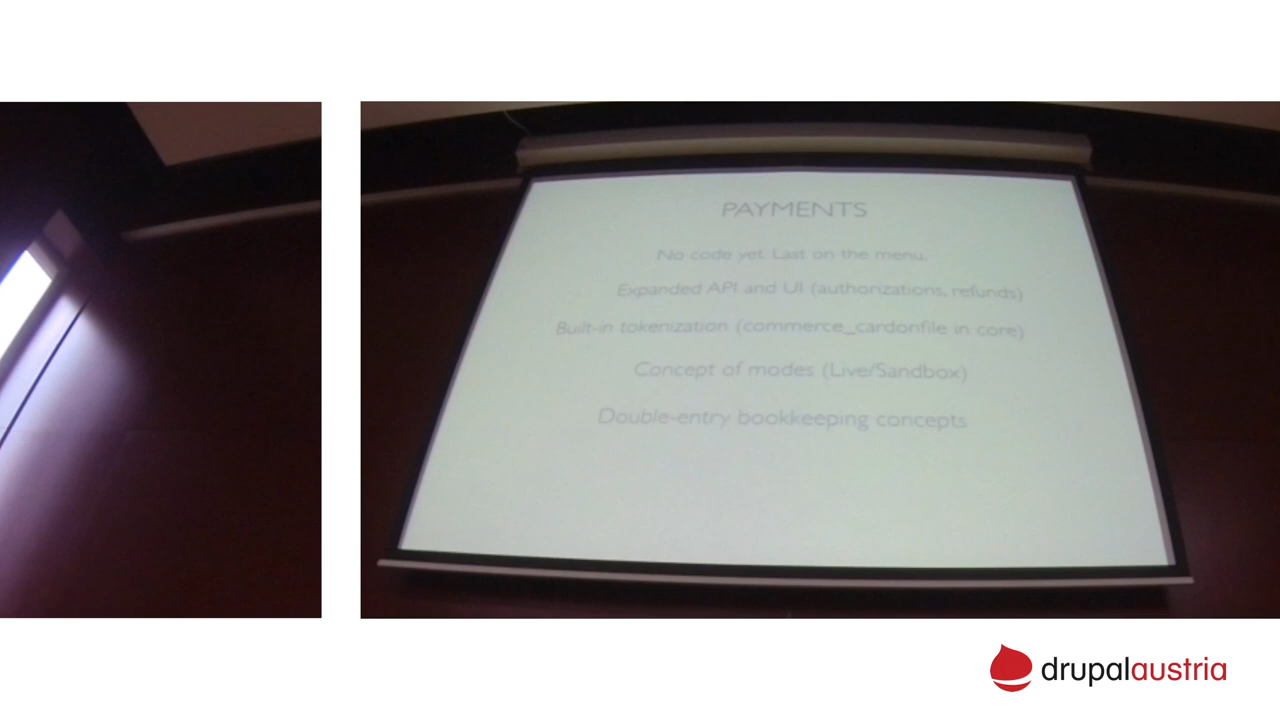 PAYMENTS
No code yet. Last on the menu.
Expanded API and UI (authorizations, refunds)
Built-in tokenization (commerce_cardonfile in core)
Concept of modes (Live/Sandbox)
Double-entry bookkeeping concepts
drupalaustria